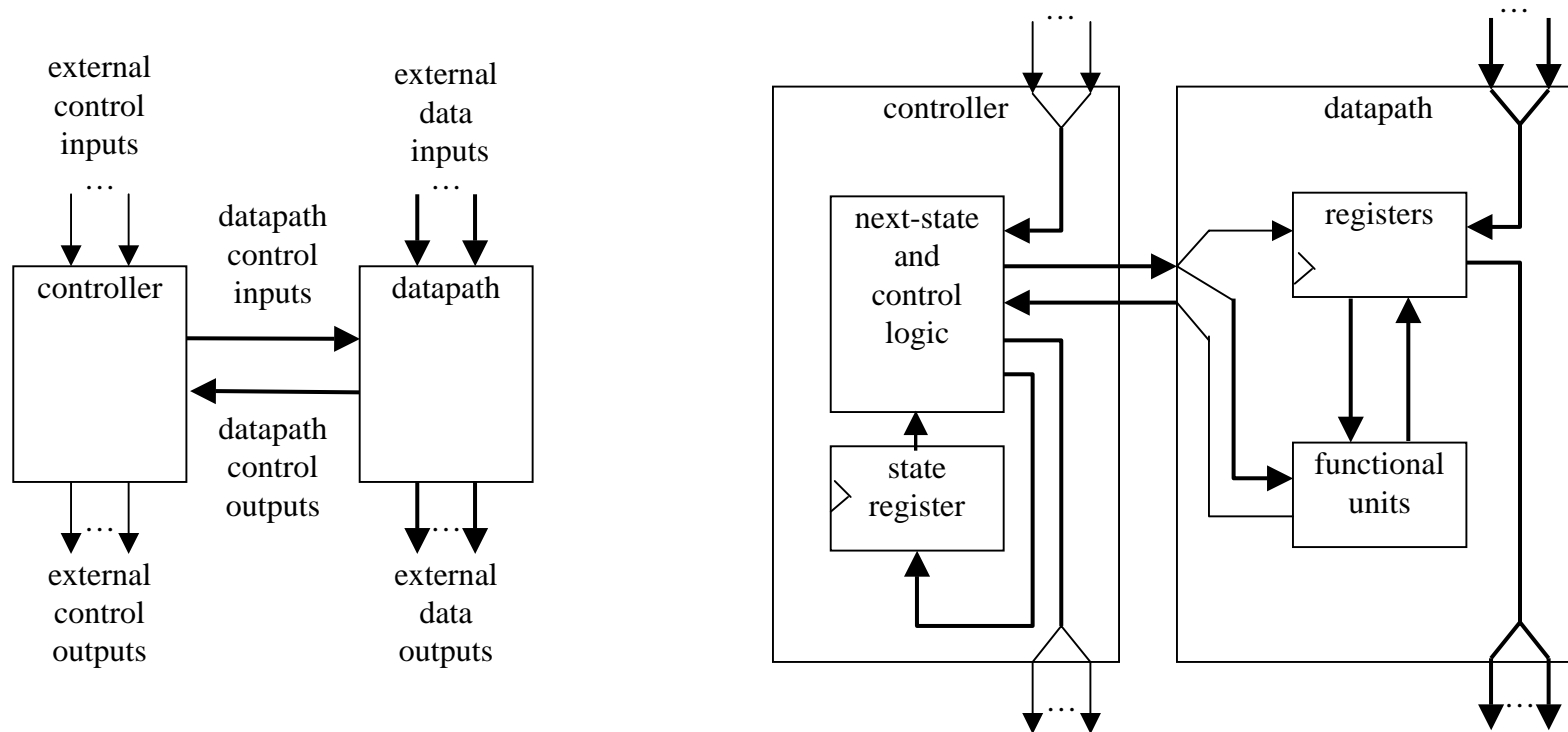 external
control
inputs
…
external
data
inputs
…
datapath
control
inputs
controller
datapath
datapath
control
outputs
…
…
external
control
outputs
external
data
outputs
…
…
controller
datapath
next-state
and
control
logic
registers
state
register
functional
units
…
…